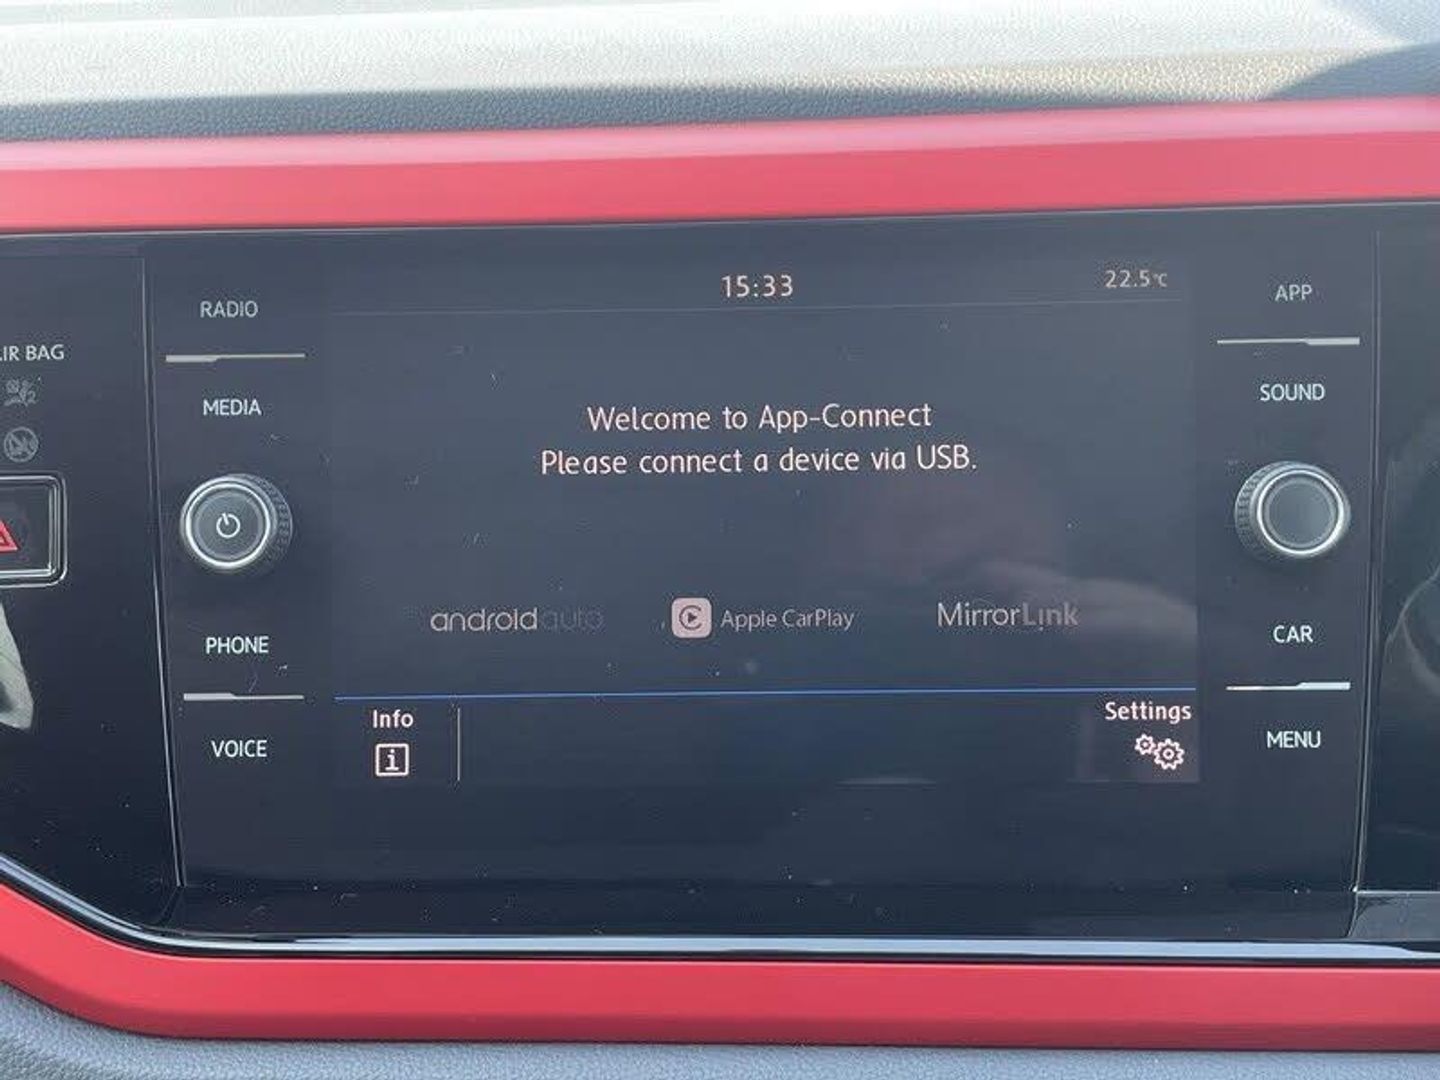 15:33
22.5°C
RADIO
MEDIA
PHONE
VOICE
IR BAG
Welcome to App-Connect
Please connect a device via USB.
androidauto
Apple CarPlay
MirrorLink
Info
Settings
APP
SOUND
CAR
MENU